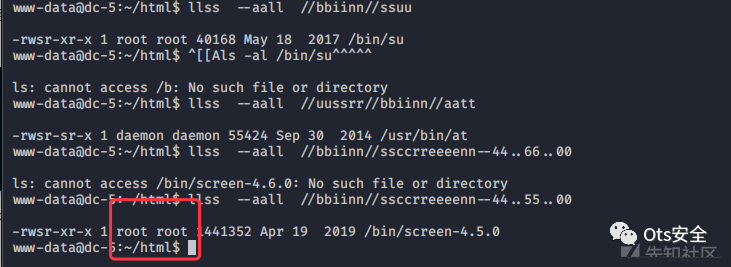 www-data@dc-5:~/html$ llss  --aall  //bbiinn//ssuu
-rwsr-xr-x 1 root root 40168 May 18  2017 /bin/su
www-data@dc-5:~/html$ ^[[Als -al /bin/su^^^^^
ls: cannot access /b: No such file or directory
www-data@dc-5:~/html$ llss  --aall  //uussrr//bbiinn//aatt
-rwsr-sr-x 1 daemon daemon 55424 Sep 30  2014 /usr/bin/at
www-data@dc-5:~/html$ llss  --aall  //bbiinn//ssccrreeeenn--44..66..00
ls: cannot access /bin/screen-4.6.0: No such file or directory
www-data@dc-5:~/html$ llss  --aall  //bbiinn//ssccrreeeenn--44..55..00
-rwsr-xr-x 1 root root 1441352 Apr 19  2019 /bin/screen-4.5.0
www-data@dc-5:~/html$
Ots安全
先知社区